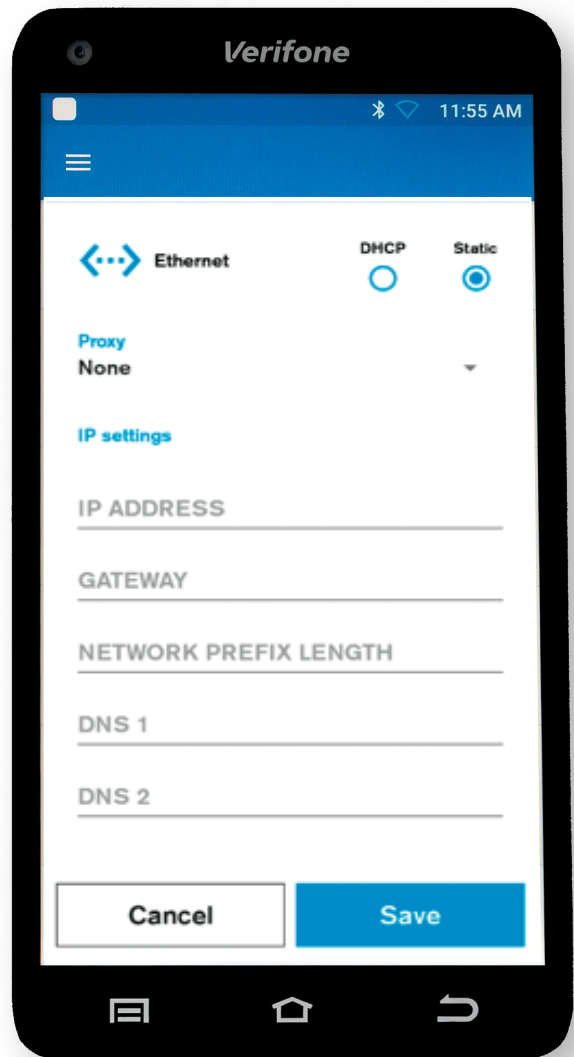 Verifone
11:55 AM
Ethernet
DHCP
Static
Proxy
None
IP settings
IP ADDRESS
GATEWAY
NETWORK PREFIX LENGTH
DNS 1
DNS 2
Cancel
Save